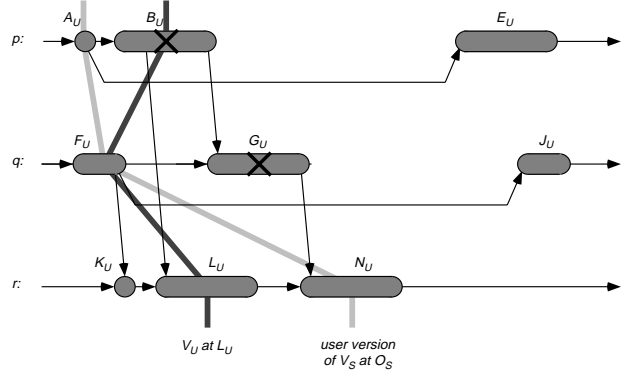 A_U B_U E_U
p:
F_U G_U J_U
q:
K_U L_U N_U
r:
V_U at L_U
user version
of V_S at O_S